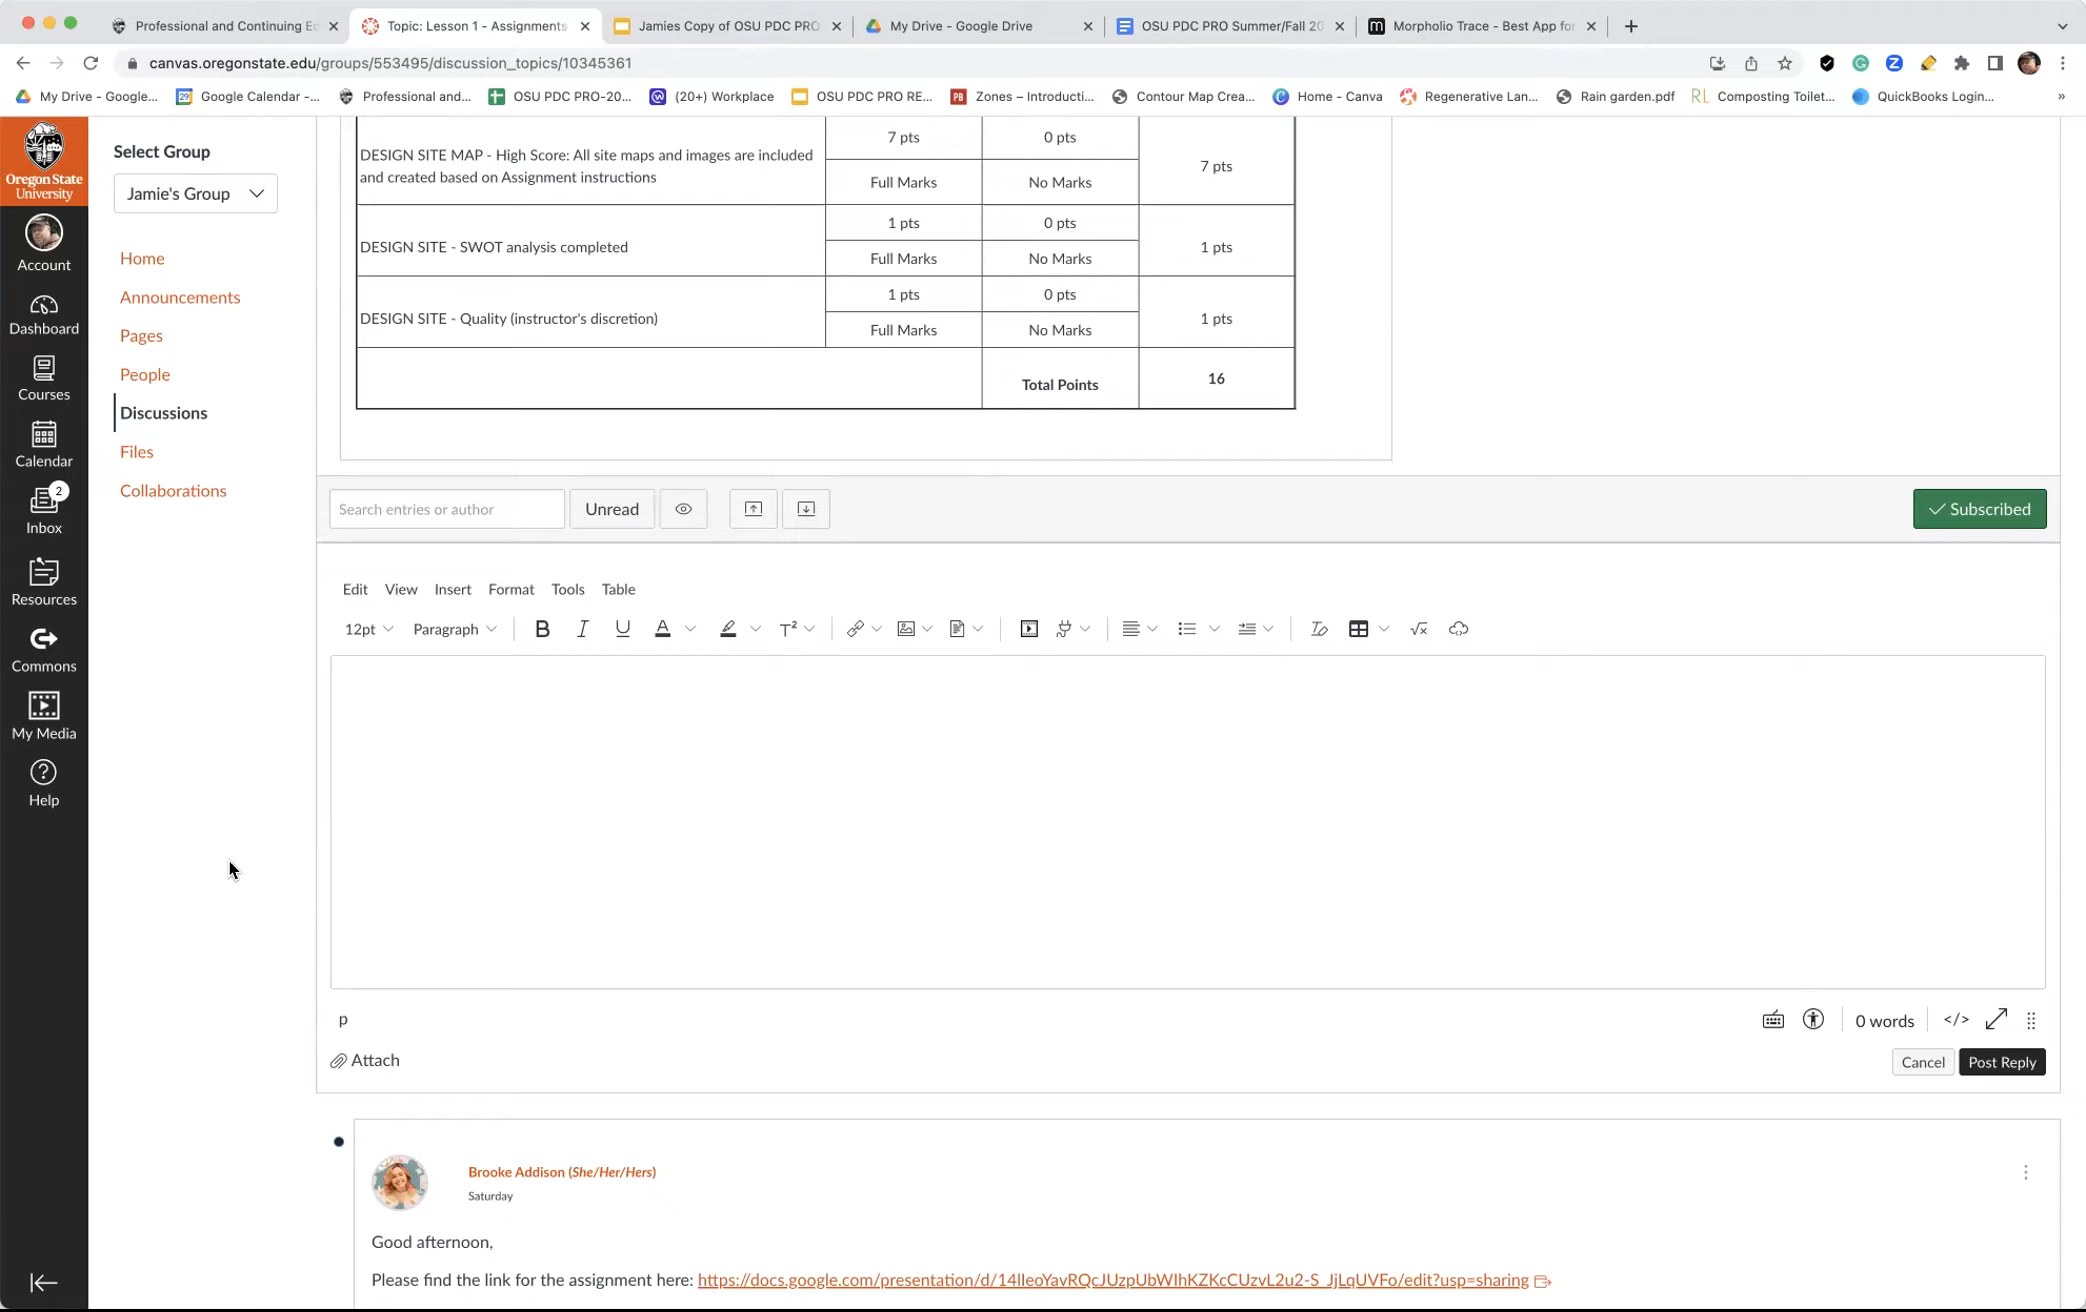 Professional and Continuing Ed
Topic: Lesson 1 - Assignments
Jamies Copy of OSU PDC PRO
My Drive - Google Drive
OSU PDC PRO Summer/Fall 20
Morpholio Trace - Best App for
canvas.oregonstate.edu/groups/553495/discussion_topics/10345361
My Drive - Google...
Google Calendar -...
Professional and...
OSU PDC PRO-20...
(20+) Workplace
OSU PDC PRO RE...
Zones – Introducti...
Contour Map Crea...
Home - Canva
Regenerative Lan...
Rain garden.pdf
Composting Toilet...
QuickBooks Login...
»
Oregon State
University
Account
Dashboard
Courses
Calendar
2
Inbox
Resources
Commons
My Media
Help
Select Group
Jamie's Group
Home
Announcements
Pages
People
Discussions
Files
Collaborations
DESIGN SITE MAP - High Score: All site maps and images are included
and created based on Assignment instructions
7 pts
Full Marks
0 pts
No Marks
7 pts
DESIGN SITE - SWOT analysis completed
1 pts
Full Marks
0 pts
No Marks
1 pts
DESIGN SITE - Quality (instructor's discretion)
1 pts
Full Marks
0 pts
No Marks
1 pts
Total Points
16
Search entries or author
Unread
Subscribed
Edit View Insert Format Tools Table
12pt Paragraph B I U A T²
p
0 words </>
Attach
Cancel
Post Reply
Brooke Addison (She/Her/Hers)
Saturday
Good afternoon,
Please find the link for the assignment here: https://docs.google.com/presentation/d/14lIeoYavRQcJUzpUbWIhKZKcCUzvL2u2-S_JjLqUVFo/edit?usp=sharing